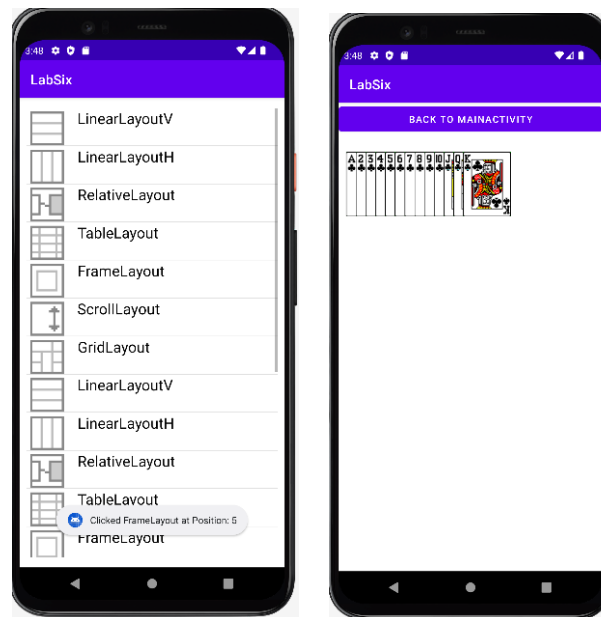 3:48
LabSix
LinearLayoutV
LinearLayoutH
RelativeLayout
TableLayout
FrameLayout
ScrollLayout
GridLayout
LinearLayoutV
LinearLayoutH
RelativeLayout
TableLayout
Clicked FrameLayout at Position: 5
FrameLayout
3:48
LabSix
BACK TO MAINACTIVITY
A 2 3 4 5 6 7 8 9 10 J Q K
K